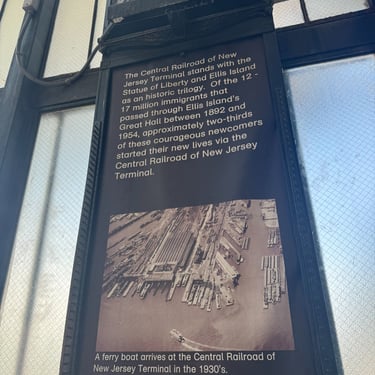 The Central Railroad of New
Jersey Terminal stands with the
Statue of Liberty and Ellis Island
as an historic trilogy. Of the 12 -
17 million immigrants that
passed through Ellis Island's
Great Hall between 1892 and
1954, approximately two-thirds
of these courageous newcomers
started their new lives via the
Central Railroad of New Jersey
Terminal.
A ferry boat arrives at the Central Railroad of
New Jersey Terminal in the 1930's.